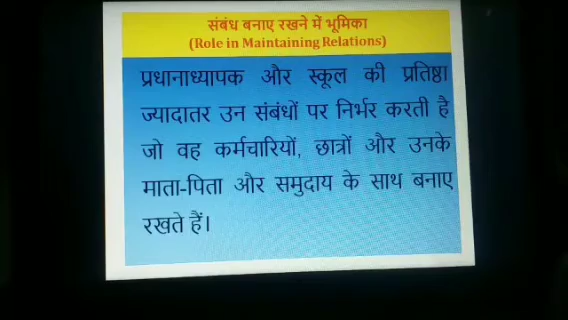 संबंध बनाए रखने में भूमिका
(Role in Maintaining Relations)
प्रधानाध्यापक और स्कूल की प्रतिष्ठा
ज्यादातर उन संबंधों पर निर्भर करती है
जो वह कर्मचारियों, छात्रों और उनके
माता-पिता और समुदाय के साथ बनाए
रखते हैं।